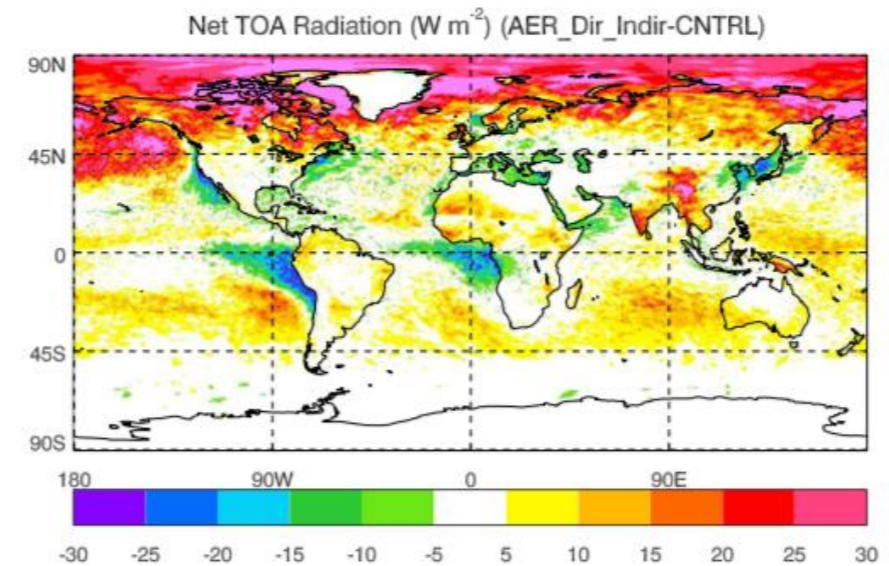 Net TOA Radiation (W m-2) (AER_Dir_Indir-CNTRL)
90N
45N
0
45S
90S
180 90W 0 90E
-30 -25 -20 -15 -10 -5 5 10 15 20 25 30